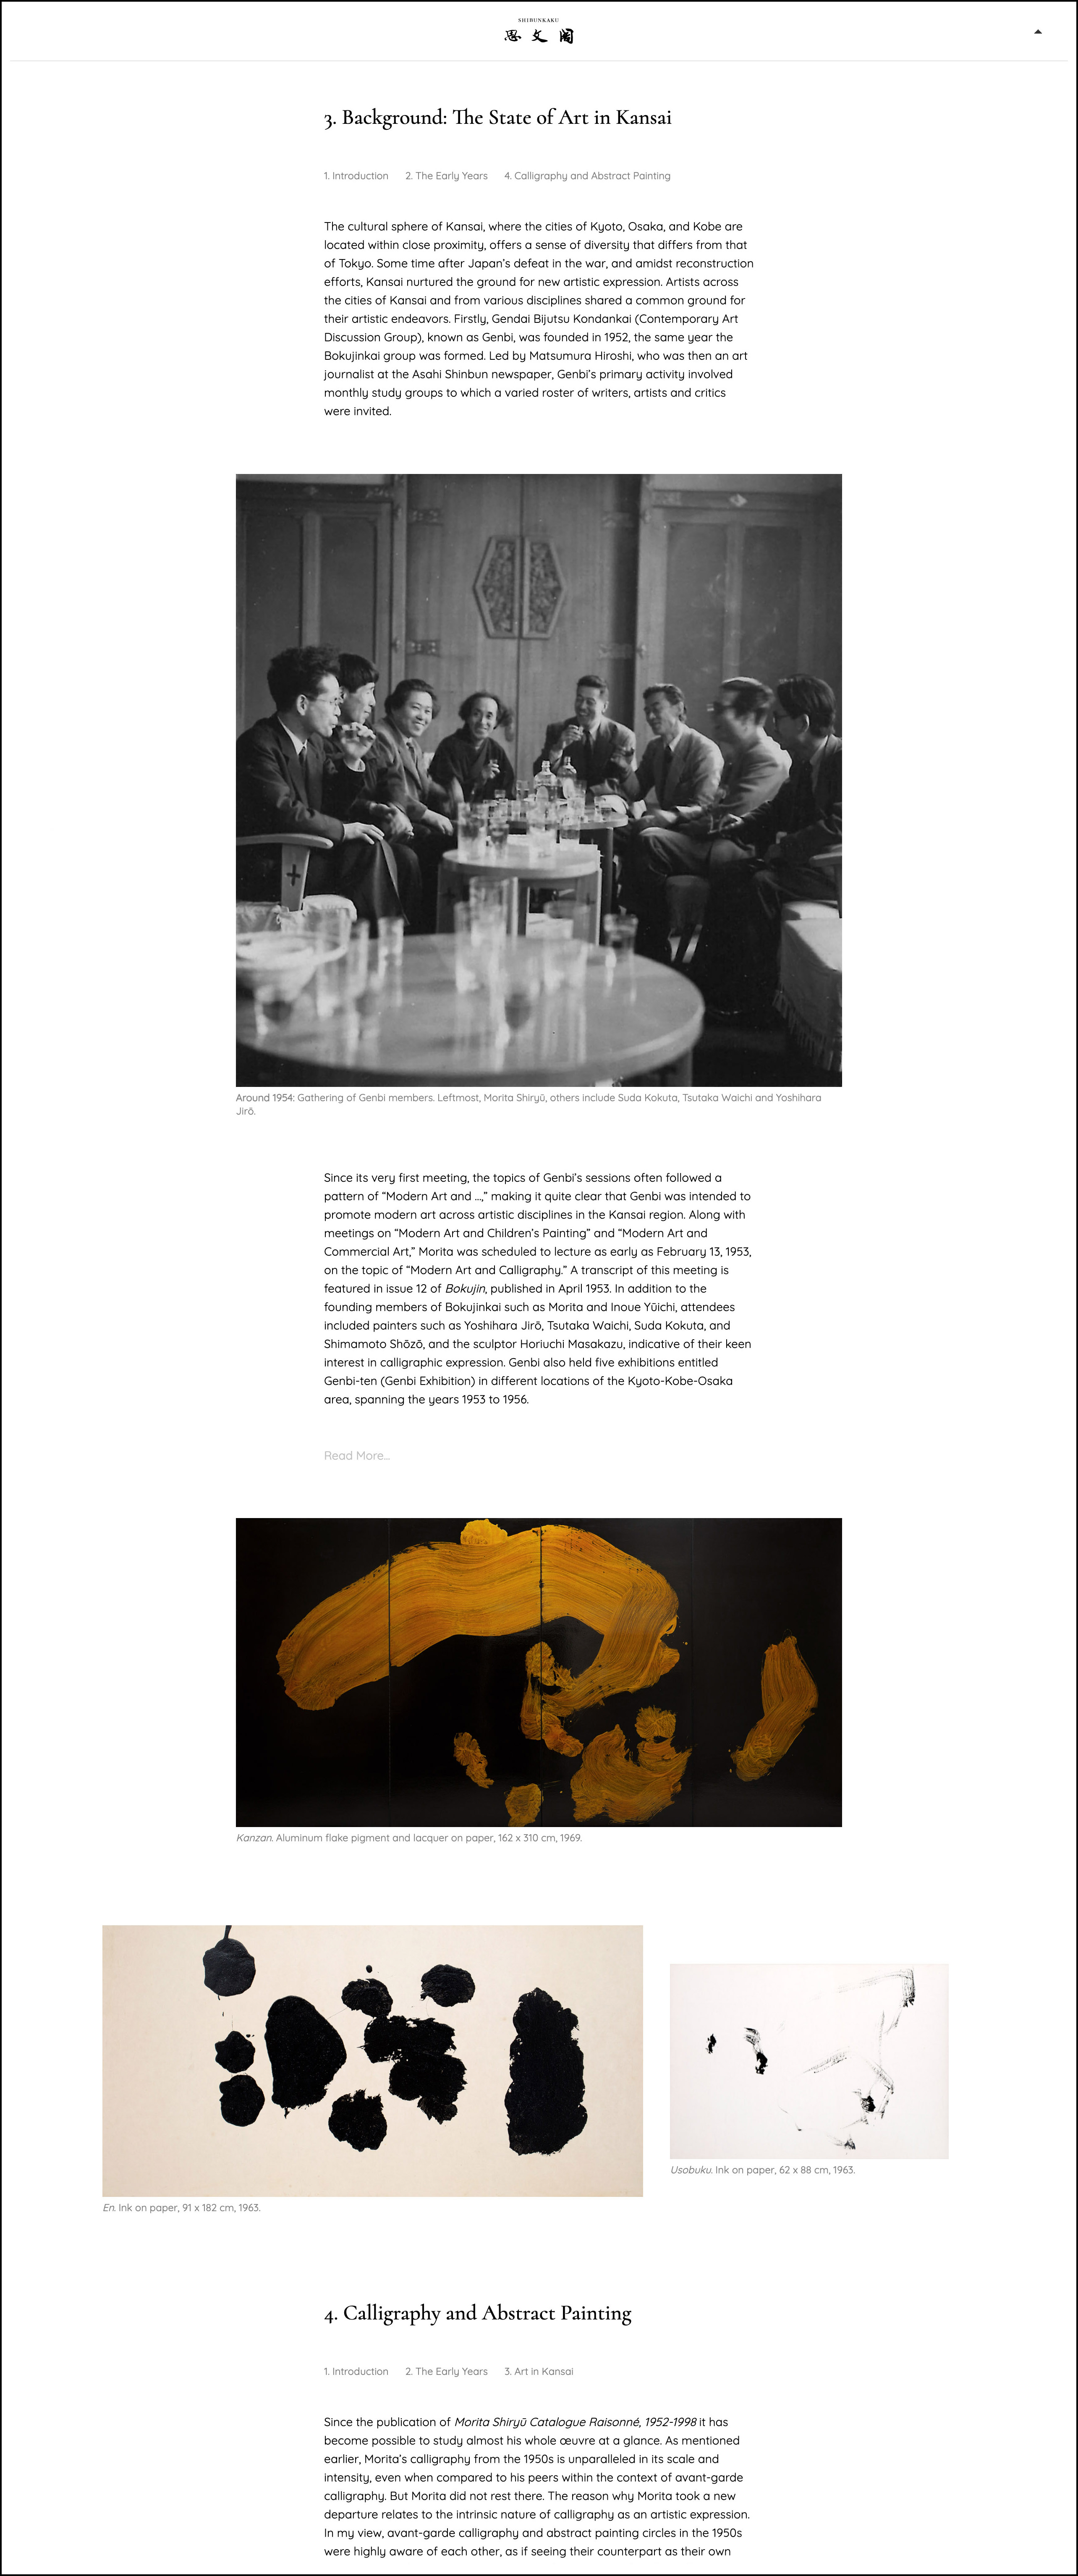 SHIBUNKAKU
思文閣
3. Background: The State of Art in Kansai
1. Introduction 2. The Early Years 4. Calligraphy and Abstract Painting
The cultural sphere of Kansai, where the cities of Kyoto, Osaka, and Kobe are
located within close proximity, offers a sense of diversity that differs from that
of Tokyo. Some time after Japan’s defeat in the war, and amidst reconstruction
efforts, Kansai nurtured the ground for new artistic expression. Artists across
the cities of Kansai and from various disciplines shared a common ground for
their artistic endeavors. Firstly, Gendai Bijutsu Kondankai (Contemporary Art
Discussion Group), known as Genbi, was founded in 1952, the same year the
Bokujinkai group was formed. Led by Matsumura Hiroshi, who was then an art
journalist at the Asahi Shinbun newspaper, Genbi’s primary activity involved
monthly study groups to which a varied roster of writers, artists and critics
were invited.
Around 1954: Gathering of Genbi members. Leftmost, Morita Shiryū, others include Suda Kokuta, Tsutaka Waichi and Yoshihara
Jirō.
Since its very first meeting, the topics of Genbi’s sessions often followed a
pattern of “Modern Art and …,” making it quite clear that Genbi was intended to
promote modern art across artistic disciplines in the Kansai region. Along with
meetings on “Modern Art and Children’s Painting” and “Modern Art and
Commercial Art,” Morita was scheduled to lecture as early as February 13, 1953,
on the topic of “Modern Art and Calligraphy.” A transcript of this meeting is
featured in issue 12 of Bokujin, published in April 1953. In addition to the
founding members of Bokujinkai such as Morita and Inoue Yūichi, attendees
included painters such as Yoshihara Jirō, Tsutaka Waichi, Suda Kokuta, and
Shimamoto Shōzō, and the sculptor Horiuchi Masakazu, indicative of their keen
interest in calligraphic expression. Genbi also held five exhibitions entitled
Genbi-ten (Genbi Exhibition) in different locations of the Kyoto-Kobe-Osaka
area, spanning the years 1953 to 1956.
Read More…
Kanzan. Aluminum flake pigment and lacquer on paper, 162 x 310 cm, 1969.
Usobuku. Ink on paper, 62 x 88 cm, 1963.
En. Ink on paper, 91 x 182 cm, 1963.
4. Calligraphy and Abstract Painting
1. Introduction 2. The Early Years 3. Art in Kansai
Since the publication of Morita Shiryū Catalogue Raisonné, 1952-1998 it has
become possible to study almost his whole œuvre at a glance. As mentioned
earlier, Morita’s calligraphy from the 1950s is unparalleled in its scale and
intensity, even when compared to his peers within the context of avant-garde
calligraphy. But Morita did not rest there. The reason why Morita took a new
departure relates to the intrinsic nature of calligraphy as an artistic expression.
In my view, avant-garde calligraphy and abstract painting circles in the 1950s
were highly aware of each other, as if seeing their counterpart as their own